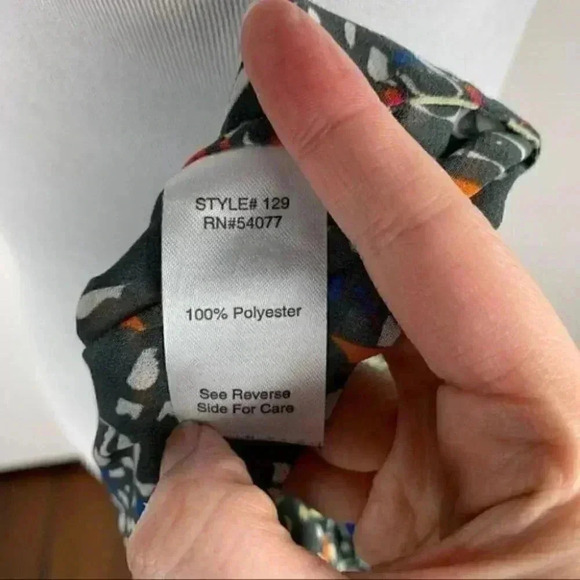 STYLE# 129
RN#54077
100% Polyester
See Reverse
Side For Care